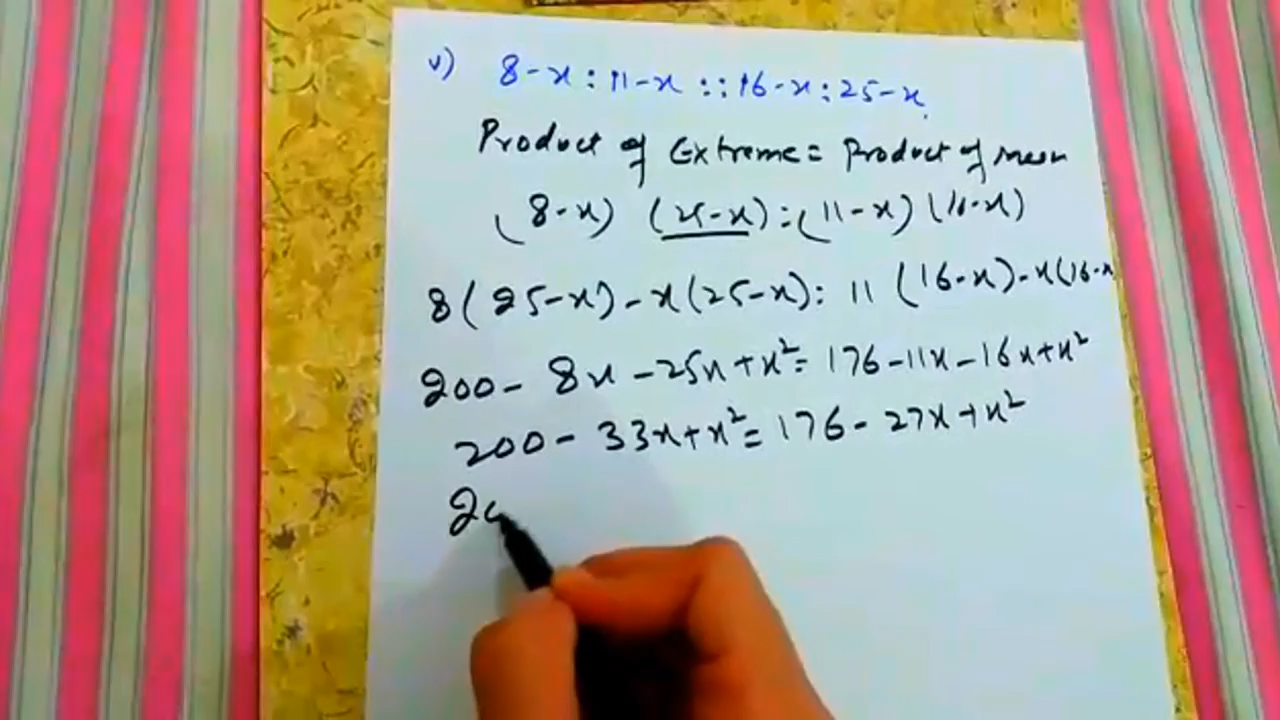 v) 8-x : 11-x :: 16-x : 25-x
Product of Extreme = Product of mean
(8-x) (25-x) = (11-x) (16-x)
8(25-x) - x(25-x) = 11(16-x) - x(16-x
200 - 8x - 25x + x² = 176 - 11x - 16x + x²
200 - 33x + x² = 176 - 27x + x²
20